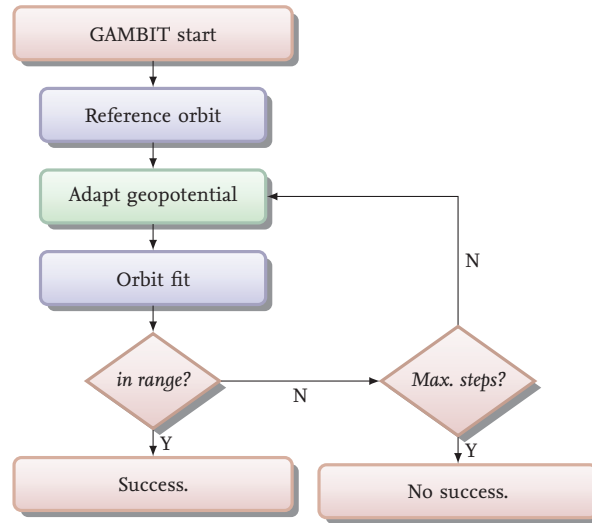 GAMBIT start
Reference orbit
Adapt geopotential
N
Orbit fit
in range?
N
Max. steps?
Y
Y
Success.
No success.